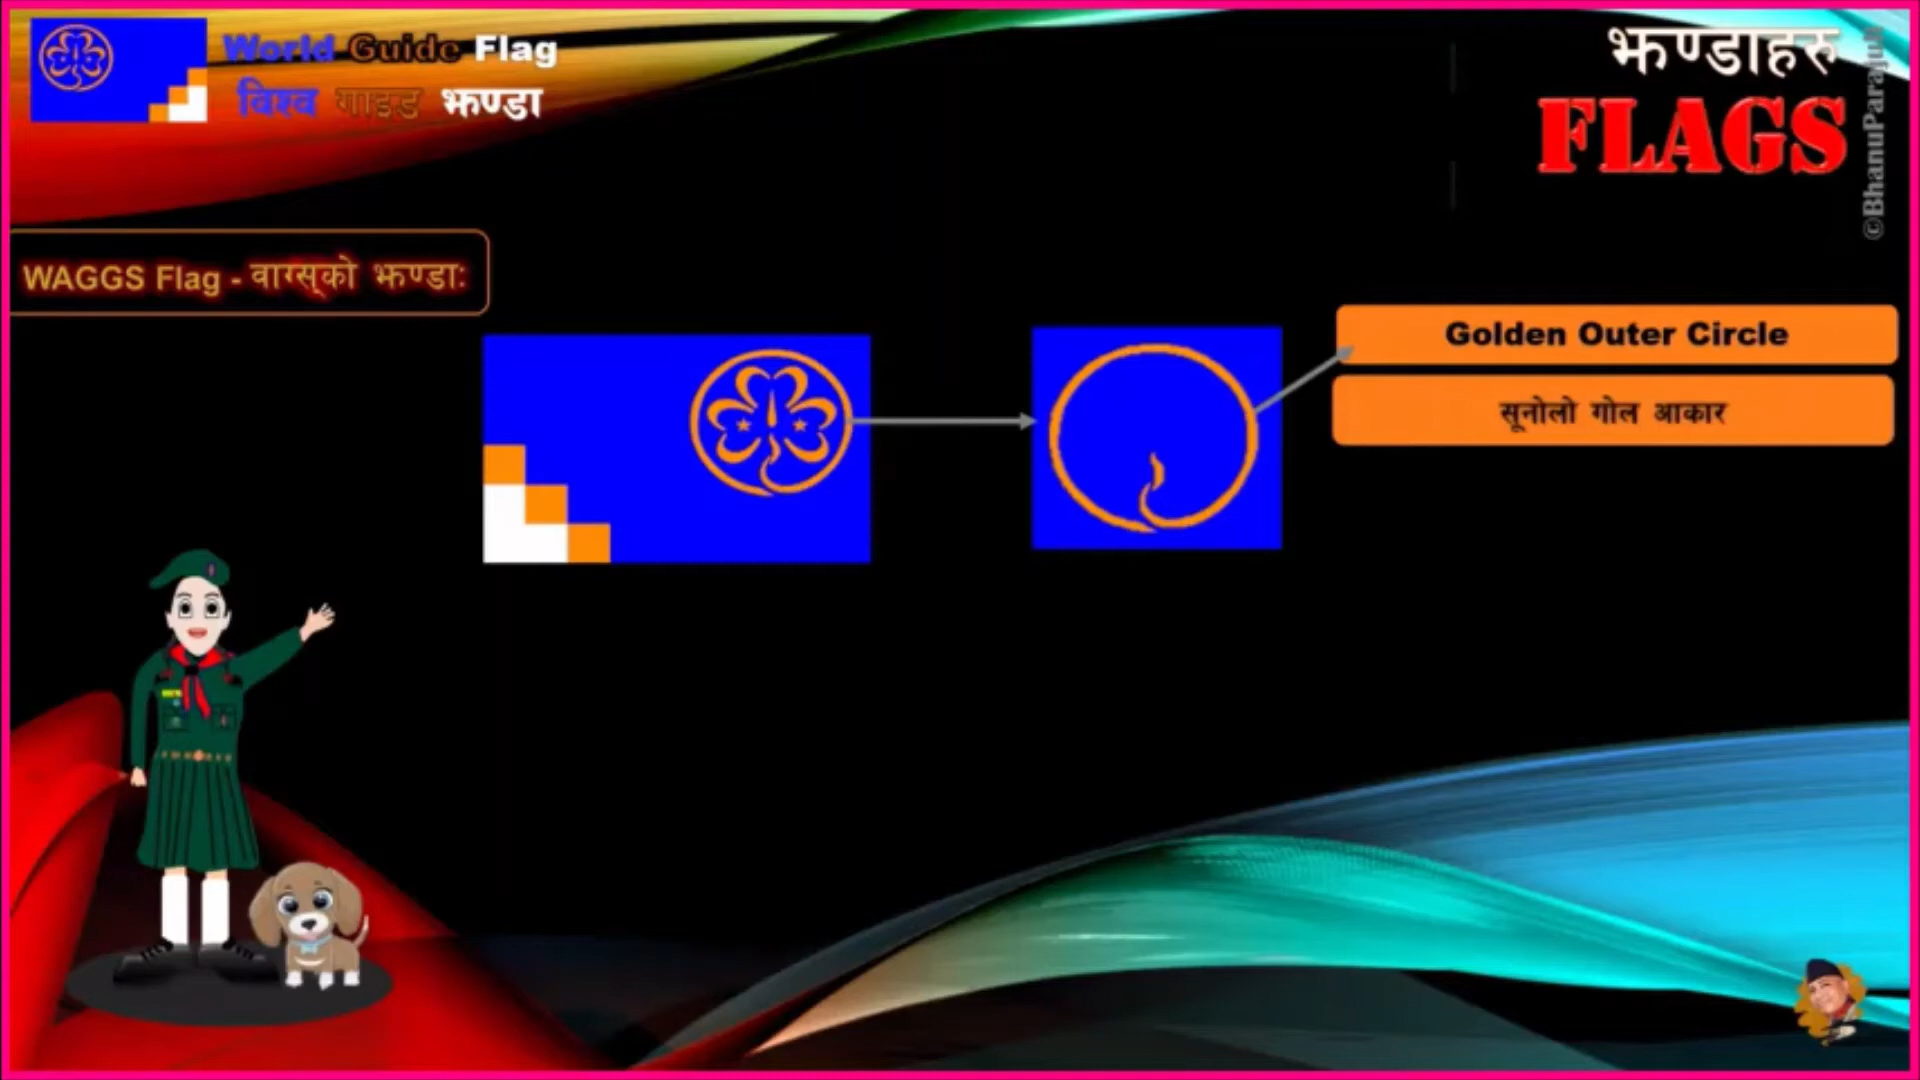 World Guide Flag
विश्व गाइड झण्डा
झण्डाहरु
FLAGS
©BhanuParajuli
WAGGS Flag - वाग्स्‌को झण्डा:
Golden Outer Circle
सूनोलो गोल आकार